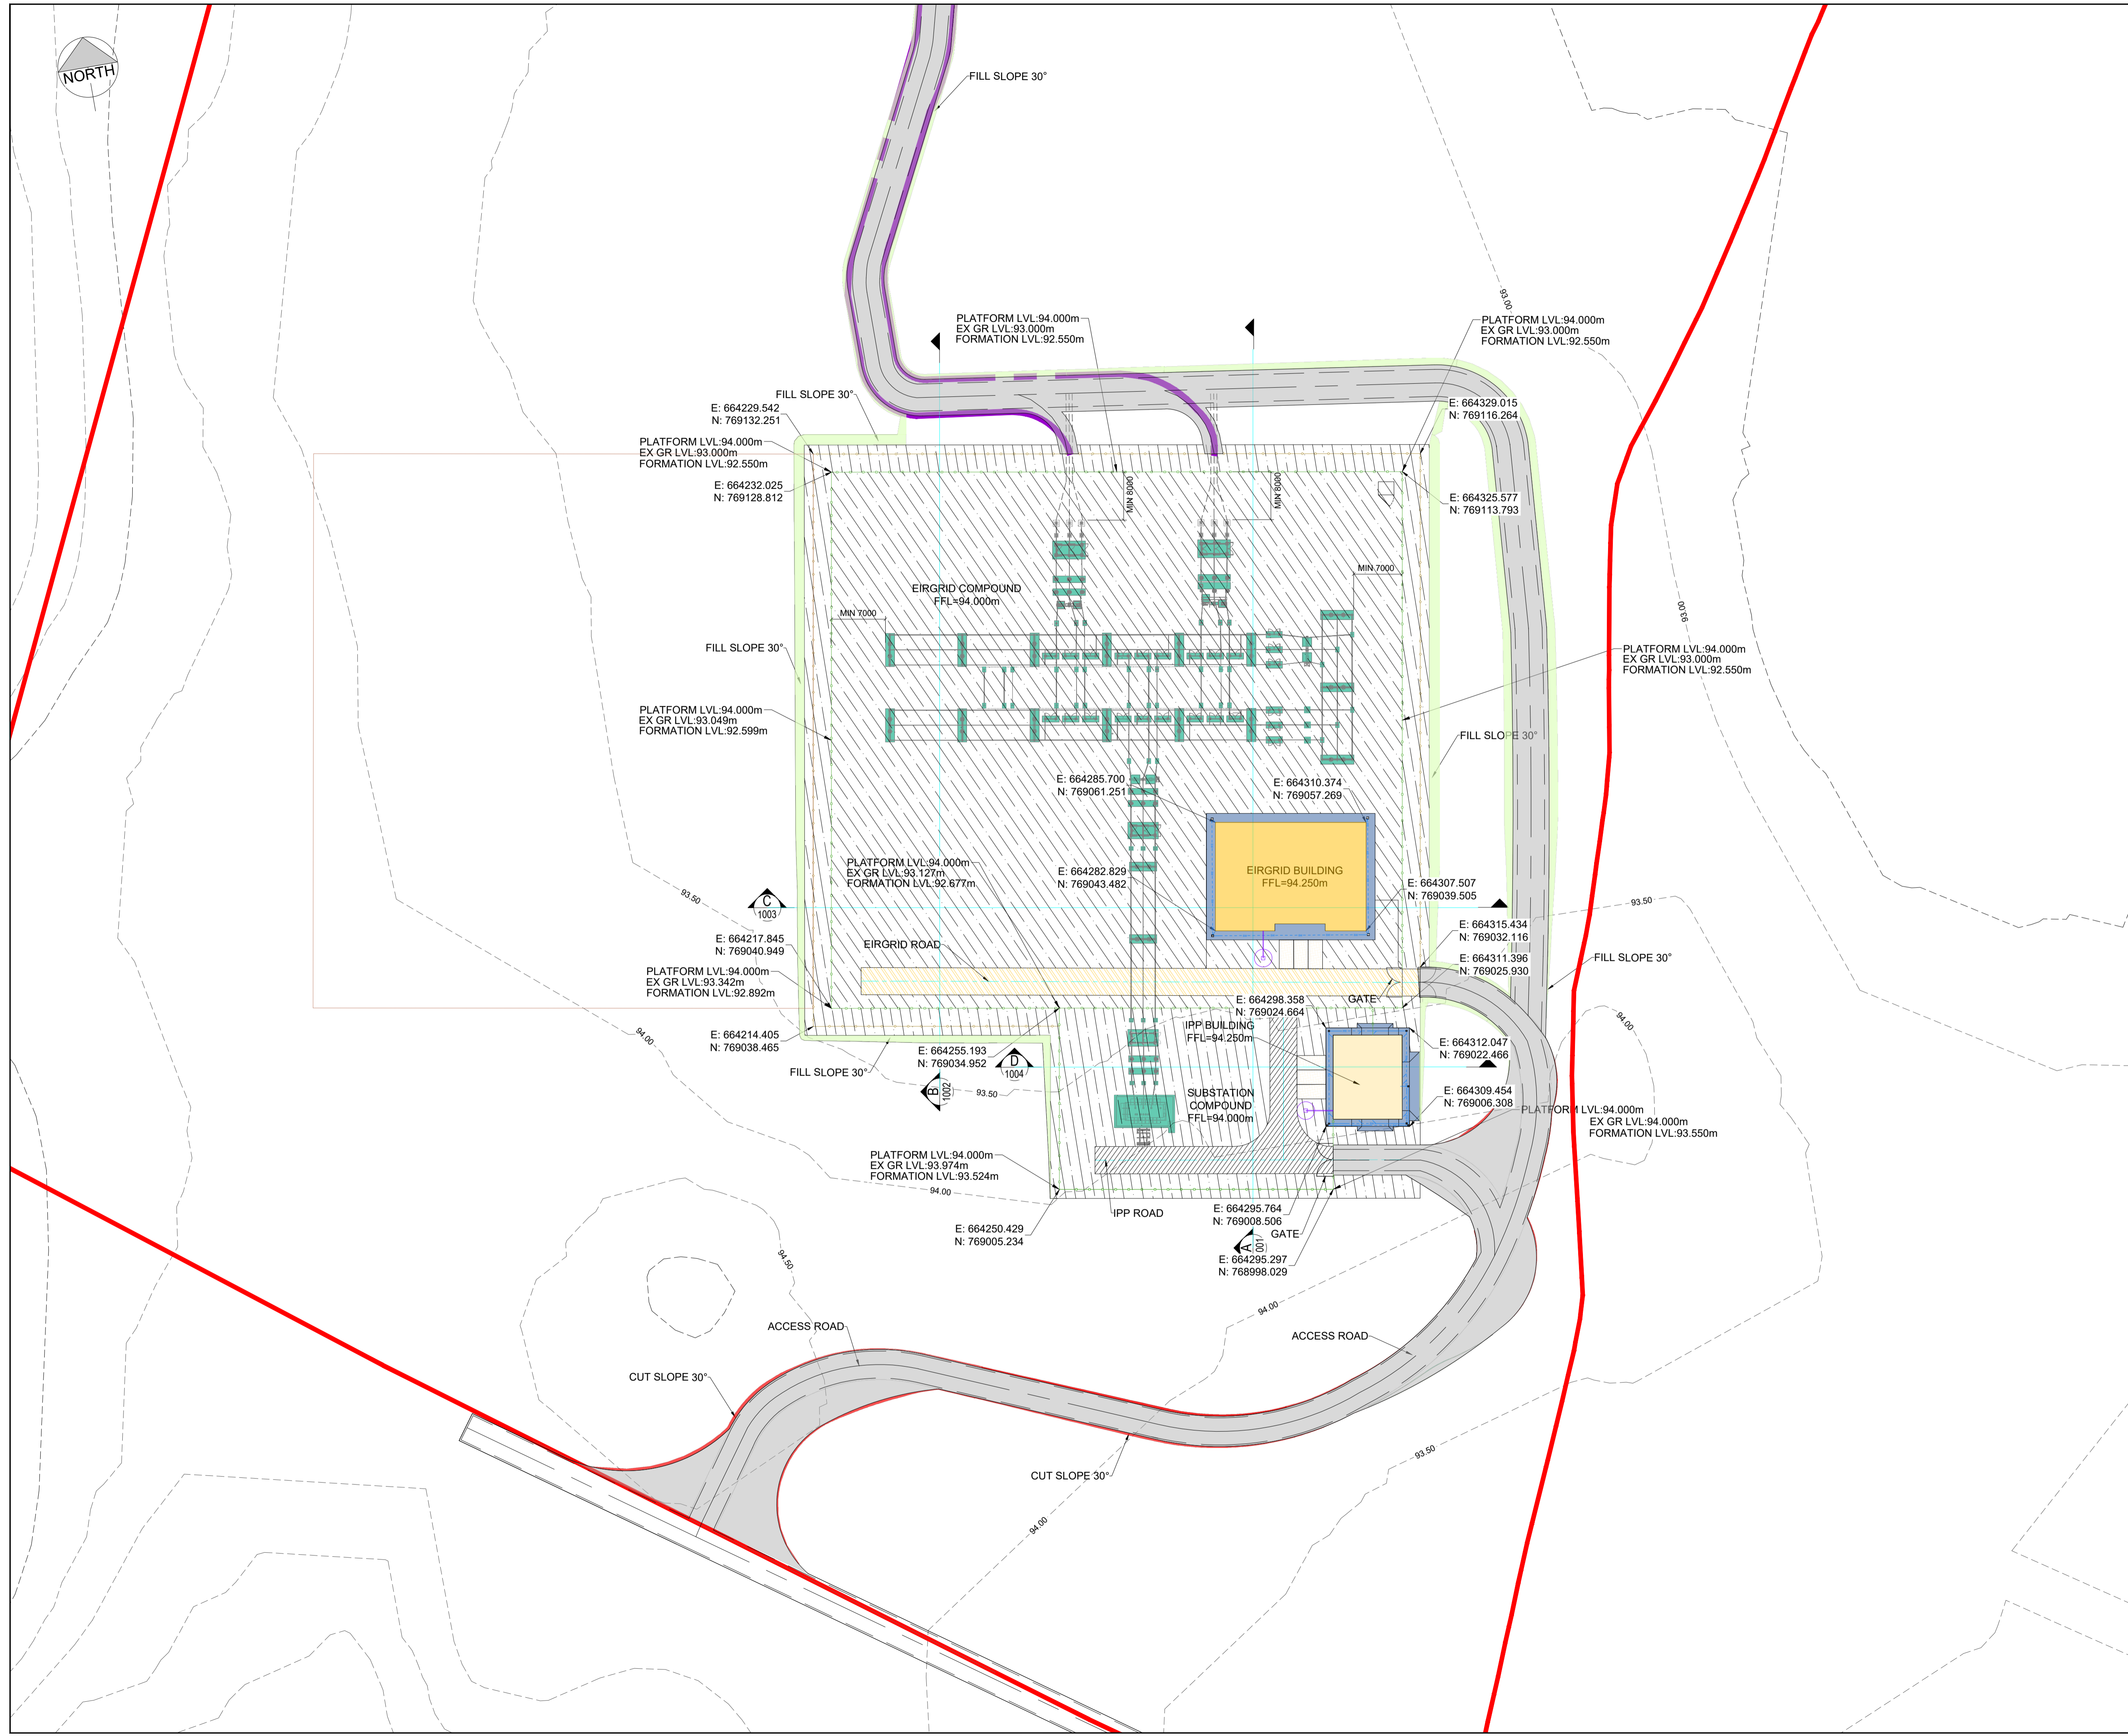 NORTH
FILL SLOPE 30°
93.00
PLATFORM LVL:94.000m
EX GR LVL:93.000m
FORMATION LVL:92.550m
PLATFORM LVL:94.000m
EX GR LVL:93.000m
FORMATION LVL:92.550m
FILL SLOPE 30°
E: 664229.542
N: 769132.251
E: 664329.015
N: 769116.264
PLATFORM LVL:94.000m
EX GR LVL:93.000m
FORMATION LVL:92.550m
E: 664232.025
N: 769128.812
MIN 8000
MIN 8000
E: 664325.577
N: 769113.793
MIN 7000
EIRGRID COMPOUND
FFL=94.000m
MIN 7000
93.00
FILL SLOPE 30°
PLATFORM LVL:94.000m
EX GR LVL:93.000m
FORMATION LVL:92.550m
PLATFORM LVL:94.000m
EX GR LVL:93.049m
FORMATION LVL:92.599m
FILL SLOPE 30°
E: 664285.700
N: 769061.251
E: 664310.374
N: 769057.269
PLATFORM LVL:94.000m
EX GR LVL:93.127m
FORMATION LVL:92.677m
E: 664282.829
N: 769043.482
EIRGRID BUILDING
FFL=94.250m
E: 664307.507
N: 769039.505
93.50
93.50
C
1003
E: 664217.845
N: 769040.949
EIRGRID ROAD
E: 664315.434
N: 769032.116
E: 664311.396
N: 769025.930
FILL SLOPE 30°
PLATFORM LVL:94.000m
EX GR LVL:93.342m
FORMATION LVL:92.892m
GATE
E: 664298.358
N: 769024.664
94.00
94.00
E: 664214.405
N: 769038.465
IPP BUILDING
FFL=94.250m
E: 664255.193
N: 769034.952
E: 664312.047
N: 769022.466
FILL SLOPE 30°
D
1004
B
1002
93.50
SUBSTATION
COMPOUND
FFL=94.000m
E: 664309.454
N: 769006.308
PLATFORM LVL:94.000m
EX GR LVL:94.000m
FORMATION LVL:93.550m
PLATFORM LVL:94.000m
EX GR LVL:93.974m
FORMATION LVL:93.524m
94.00
IPP ROAD
E: 664295.764
N: 769008.506
E: 664250.429
N: 769005.234
GATE
A
001
E: 664295.297
N: 768998.029
94.50
94.00
ACCESS ROAD
ACCESS ROAD
CUT SLOPE 30°
93.50
CUT SLOPE 30°
94.00